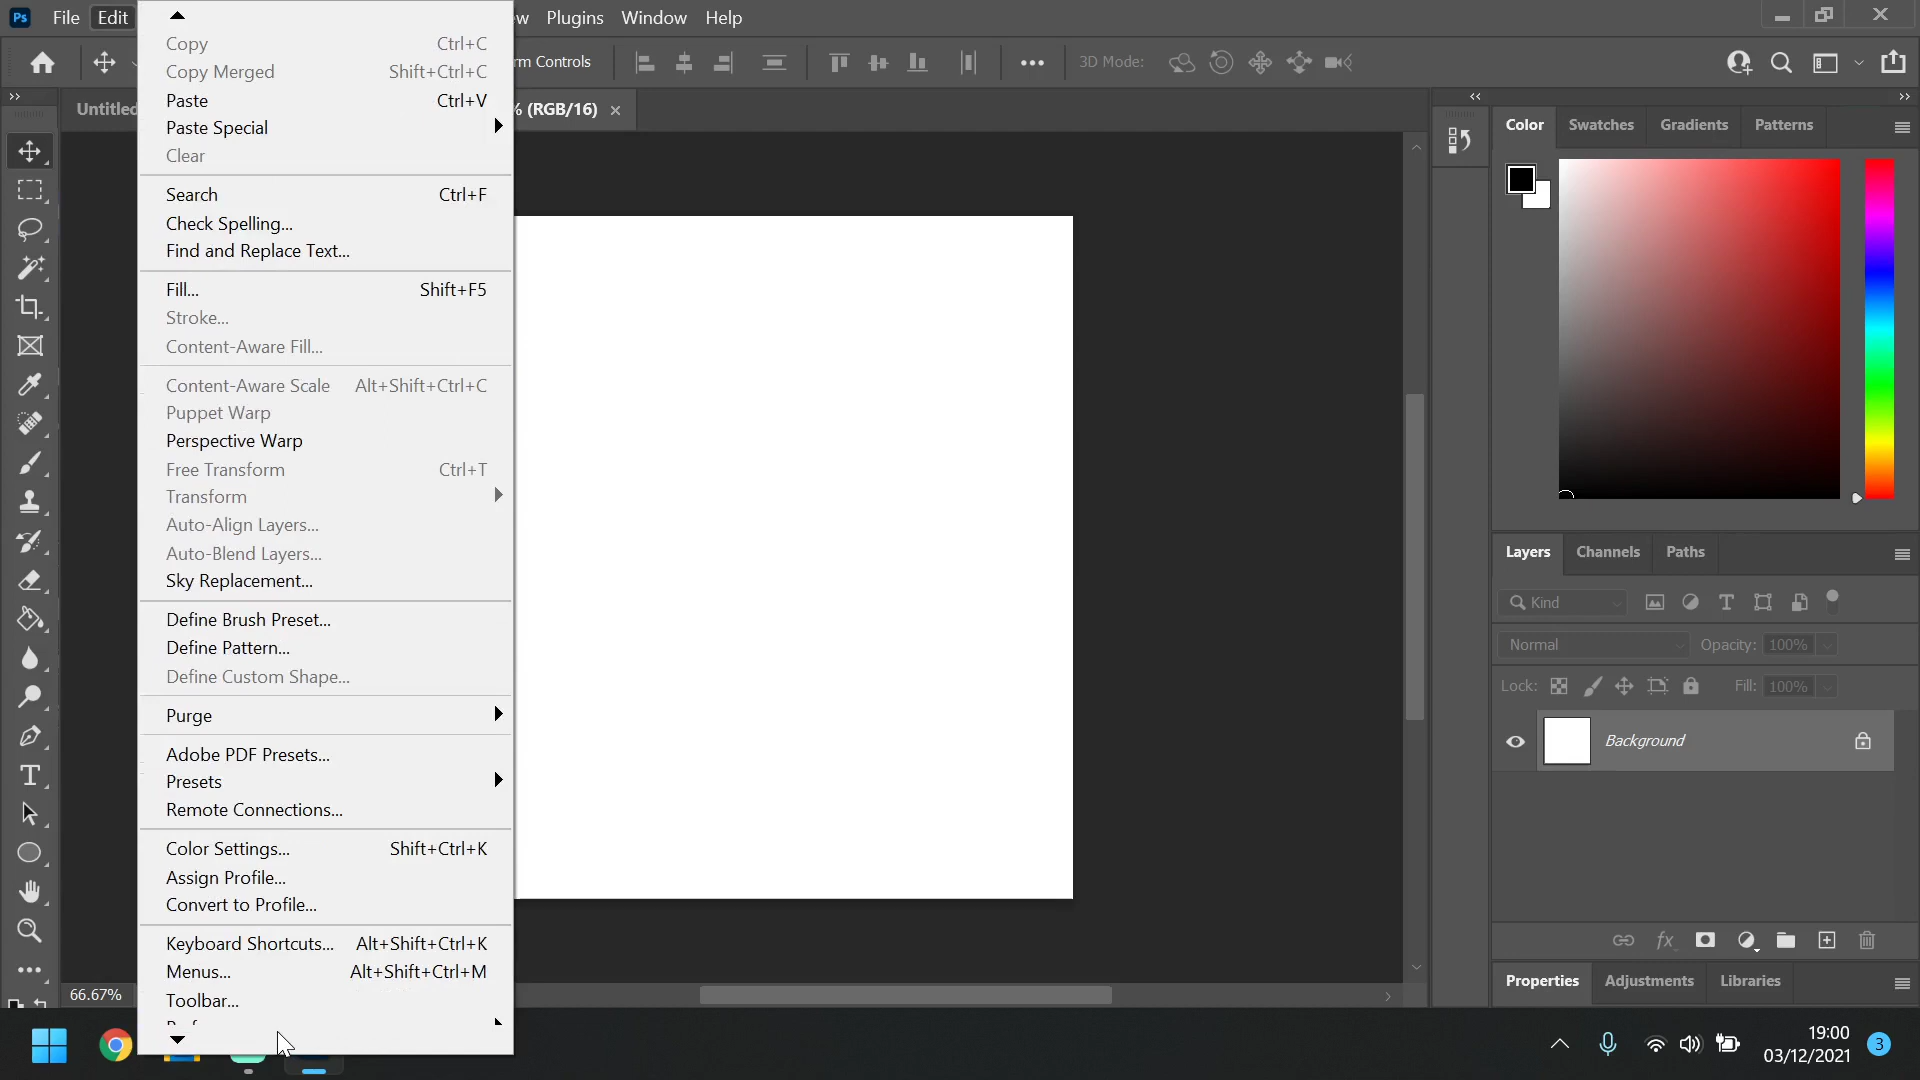 Ps File Edit ew Plugins Window Help
rm Controls 3D Mode:
Untitled % (RGB/16)
Copy Ctrl+C
Copy Merged Shift+Ctrl+C
Paste Ctrl+V
Paste Special
Clear
Search Ctrl+F
Check Spelling...
Find and Replace Text...
Fill... Shift+F5
Stroke...
Content-Aware Fill...
Content-Aware Scale Alt+Shift+Ctrl+C
Puppet Warp
Perspective Warp
Free Transform Ctrl+T
Transform
Auto-Align Layers...
Auto-Blend Layers...
Sky Replacement...
Define Brush Preset...
Define Pattern...
Define Custom Shape...
Purge
Adobe PDF Presets...
Presets
Remote Connections...
Color Settings... Shift+Ctrl+K
Assign Profile...
Convert to Profile...
Keyboard Shortcuts... Alt+Shift+Ctrl+K
Menus... Alt+Shift+Ctrl+M
Toolbar...
66.67%
Color Swatches Gradients Patterns
Layers Channels Paths
Kind
Normal Opacity: 100%
Lock: Fill: 100%
Background
fx
Properties Adjustments Libraries
19:00
03/12/2021
3